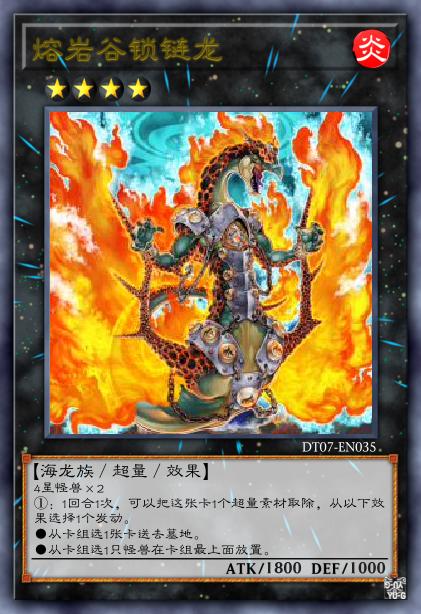 熔岩谷锁链龙
炎
DT07-EN035
【海龙族／超量／效果】
4星怪兽×2
①：1回合1次，可以把这张卡1个超量素材取除，从以下效
果选择1个发动。
●从卡组选1张卡送去墓地。
●从卡组选1只怪兽在卡组最上面放置。
ATK/1800 DEF/1000